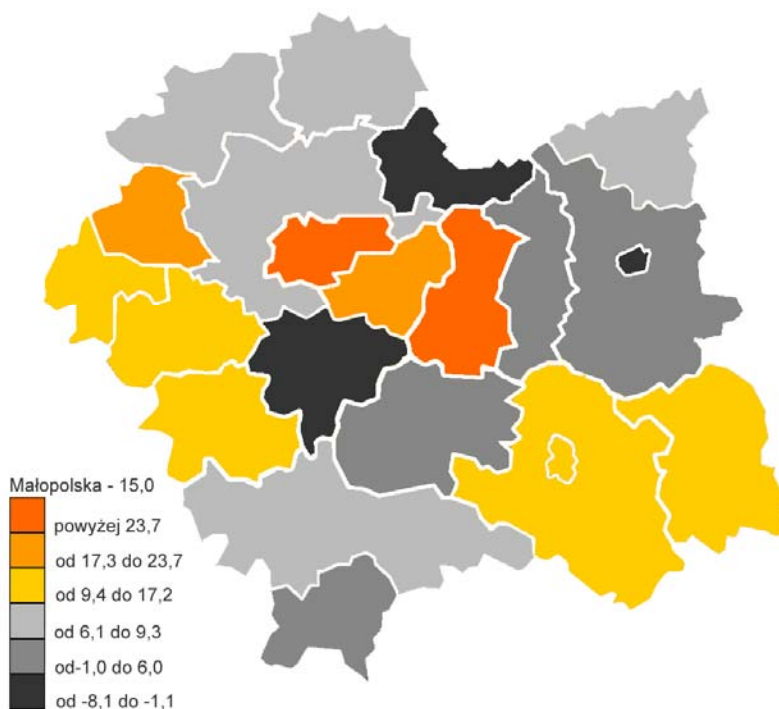 Małopolska - 15,0
powyżej 23,7
od 17,3 do 23,7
od 9,4 do 17,2
od 6,1 do 9,3
od-1,0 do 6,0
od -8,1 do -1,1